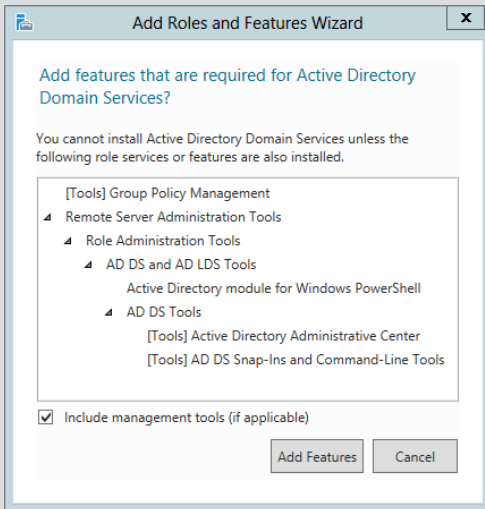 Add Roles and Features Wizard
x
Add features that are required for Active Directory
Domain Services?
You cannot install Active Directory Domain Services unless the
following role services or features are also installed.
[Tools] Group Policy Management
Remote Server Administration Tools
Role Administration Tools
AD DS and AD LDS Tools
Active Directory module for Windows PowerShell
AD DS Tools
[Tools] Active Directory Administrative Center
[Tools] AD DS Snap-Ins and Command-Line Tools
Include management tools (if applicable)
Add Features
Cancel